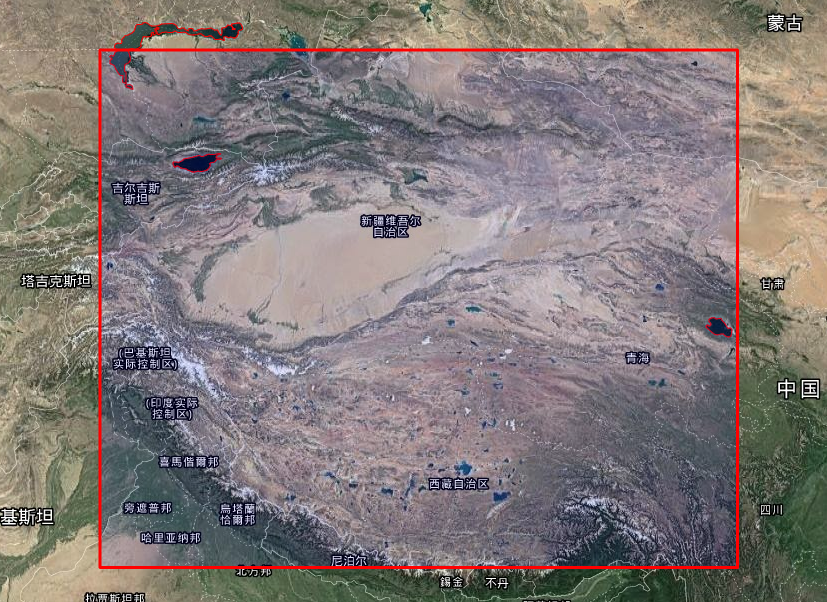 蒙古
吉尔吉斯
斯坦
新疆维吾尔
自治区
塔吉克斯坦
甘肃
(巴基斯坦
实际控制区)
青海
中国
(印度实际
控制区)
喜馬偕爾邦
西藏自治区
旁遮普邦
烏塔蘭
恰爾邦
基斯坦
四川
哈里亚纳邦
尼泊尔
北方邦
錫金
不丹
拉賈斯坦邦